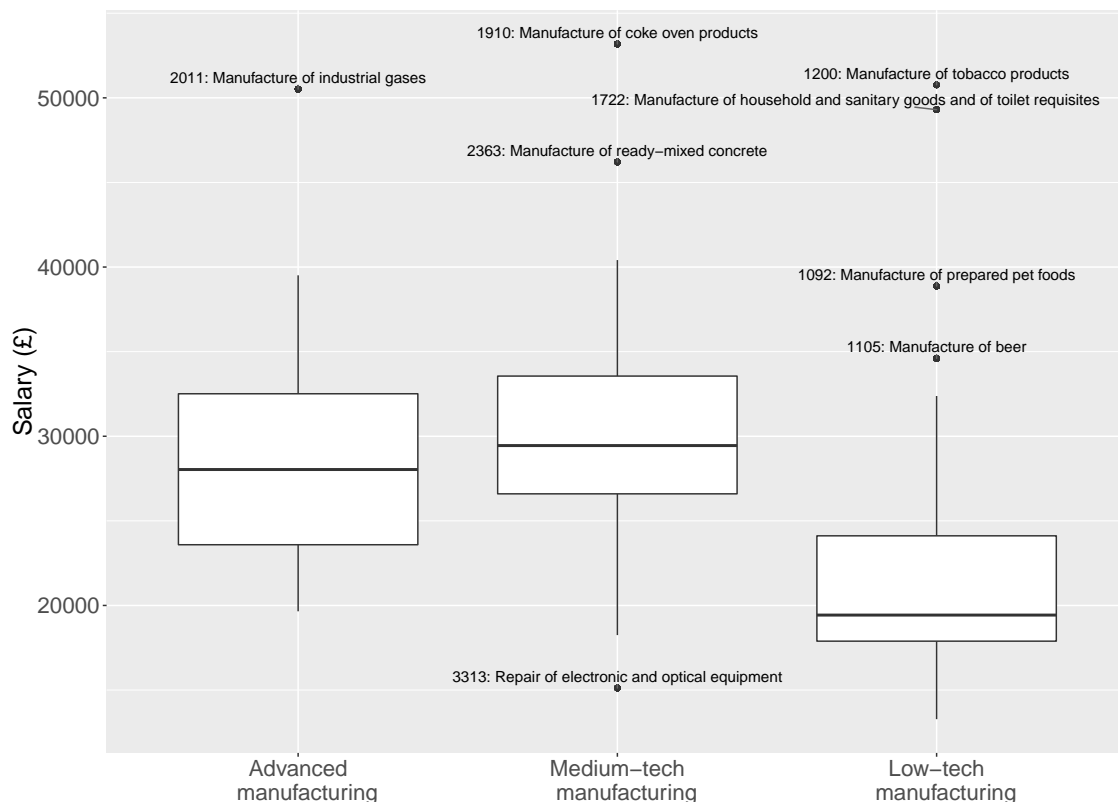 1910: Manufacture of coke oven products
2011: Manufacture of industrial gases
1200: Manufacture of tobacco products
50000
1722: Manufacture of household and sanitary goods and of toilet requisites
2363: Manufacture of ready−mixed concrete
40000
1092: Manufacture of prepared pet foods
1105: Manufacture of beer
Salary (£)
30000
20000
3313: Repair of electronic and optical equipment
Advanced
manufacturing
Medium−tech
manufacturing
Low−tech
manufacturing